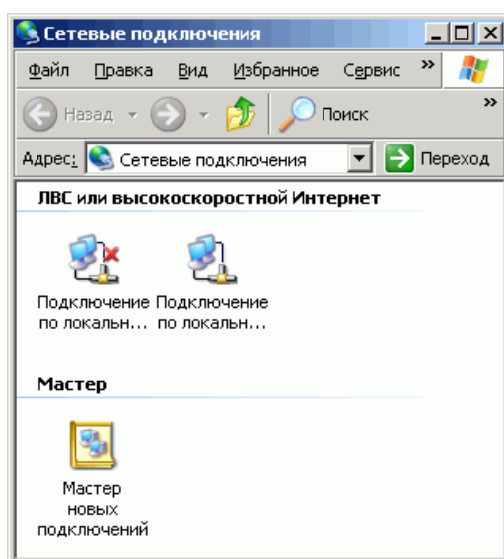 Сетевые подключения
Файл Правка Вид Избранное Сервис »
Назад Поиск »
Адрес: Сетевые подключения Переход
ЛВС или высокоскоростной Интернет
Подключение Подключение
по локальн... по локальн...
Мастер
Мастер
новых
подключений